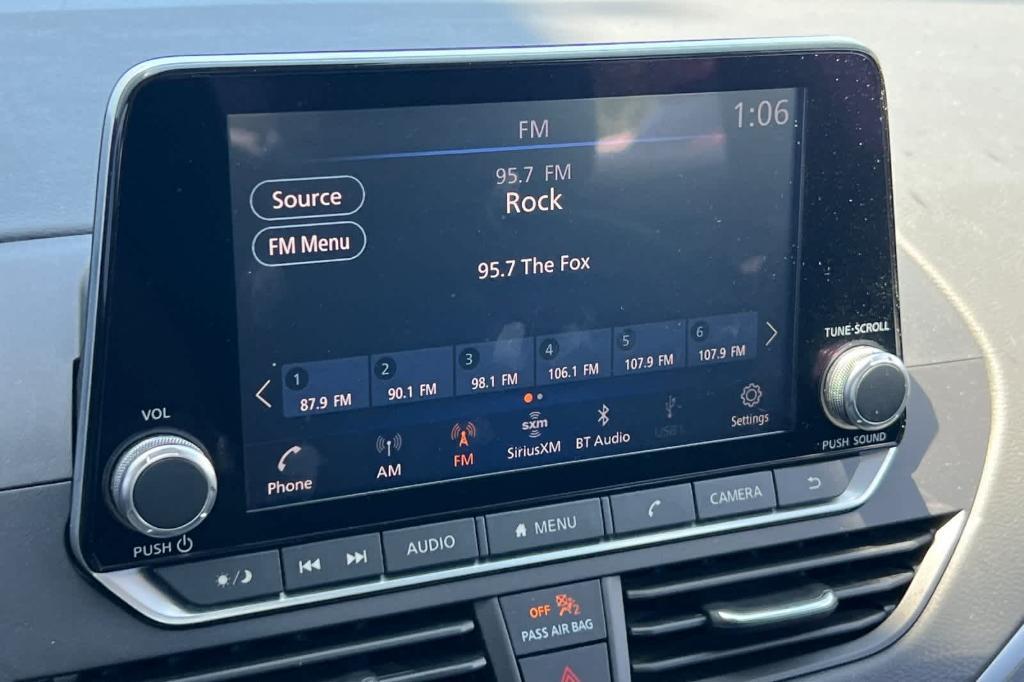 FM
1:06
Source
95.7 FM
Rock
FM Menu
95.7 The Fox
1 2 3 4 5 6
87.9 FM 90.1 FM 98.1 FM 106.1 FM 107.9 FM 107.9 FM
Phone AM FM sxm SiriusXM BT Audio Settings
VOL
PUSH
TUNE·SCROLL
PUSH SOUND
AUDIO MENU CAMERA
OFF 2
PASS AIR BAG